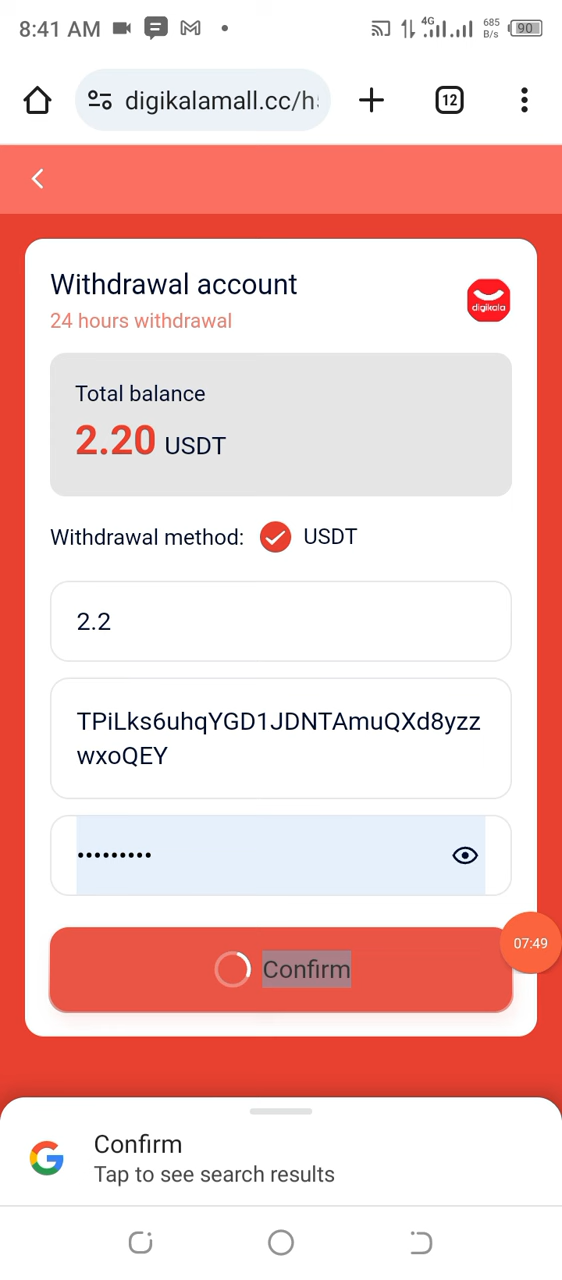 8:41 AM
4G
685
B/s
90
digikalamall.cc/h
12
Withdrawal account
24 hours withdrawal
digikala
Total balance
2.20 USDT
Withdrawal method: USDT
2.2
TPiLks6uhqYGD1JDNTAmuQXd8yzz
wxoQEY
•••••••••
Confirm
07:49
Confirm
Tap to see search results